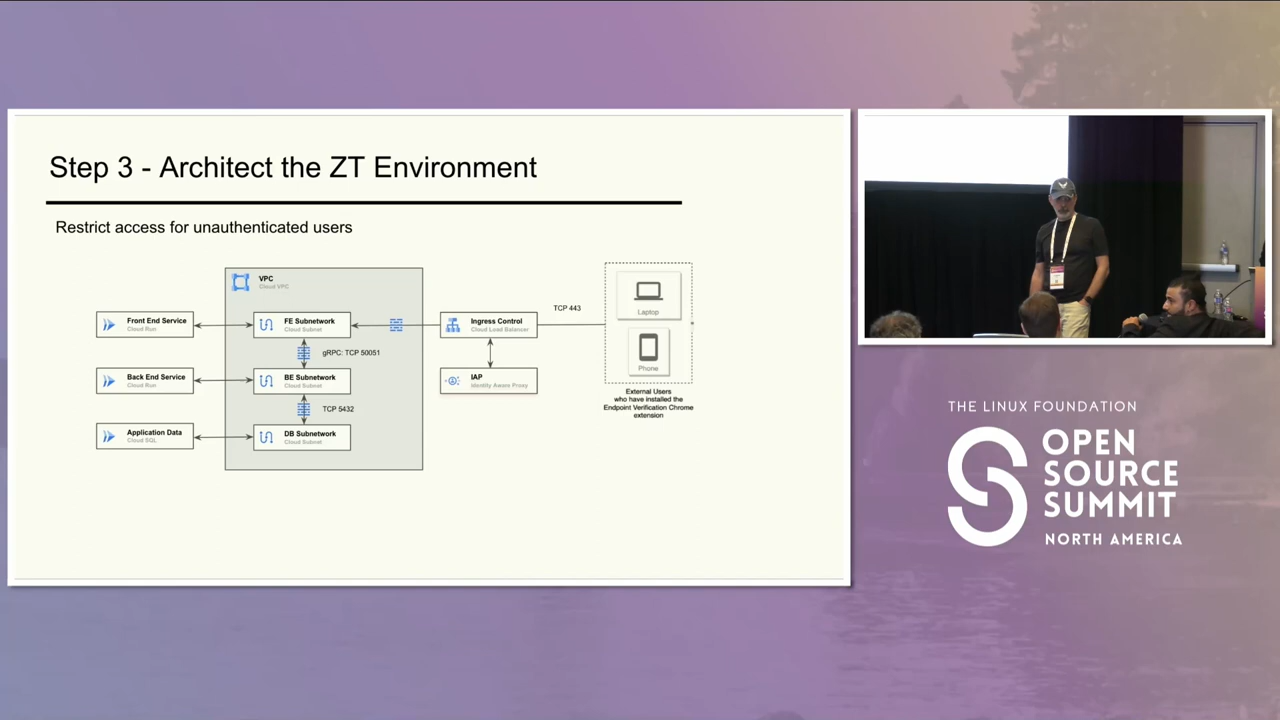 Step 3 - Architect the ZT Environment
Restrict access for unauthenticated users
VPC
Cloud VPC
Front End Service
Cloud Run
FE Subnetwork
Cloud Subnet
Ingress Control
Cloud Load Balancer
TCP 443
Laptop
gRPC: TCP 50051
Back End Service
Cloud Run
BE Subnetwork
Cloud Subnet
IAP
Identity Aware Proxy
Phone
TCP 5432
External Users
who have installed the
Endpoint Verification Chrome
extension
Application Data
Cloud SQL
DB Subnetwork
Cloud Subnet
THE LINUX FOUNDATION
OPEN
SOURCE
SUMMIT
NORTH AMERICA